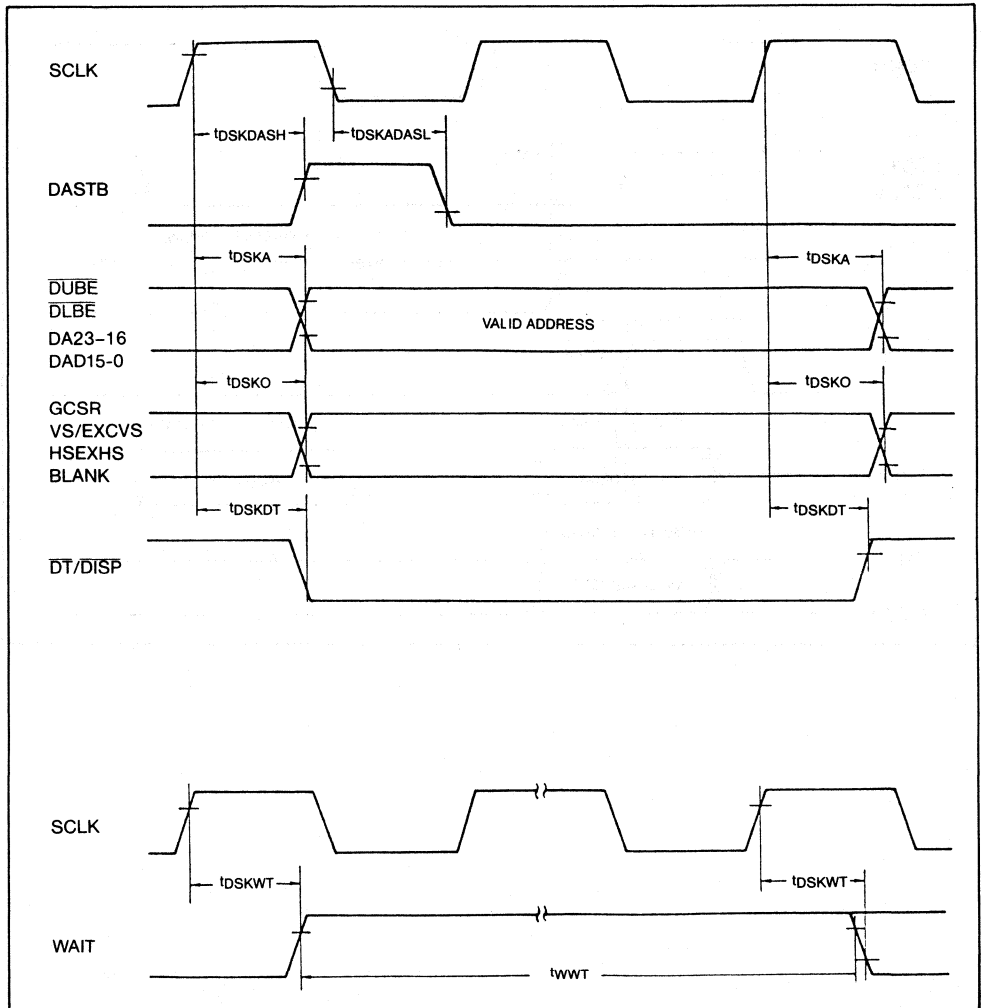 SCLK
tDSKDASH
tDSKADASL
DASTB
tDSKA
tDSKA
DUBE
DLBE
DA23-16
DAD15-0
VALID ADDRESS
tDSKO
tDSKO
GCSR
VS/EXCVS
HSEXHS
BLANK
tDSKDT
tDSKDT
DT/DISP
SCLK
tDSKWT
tDSKWT
WAIT
tWWT